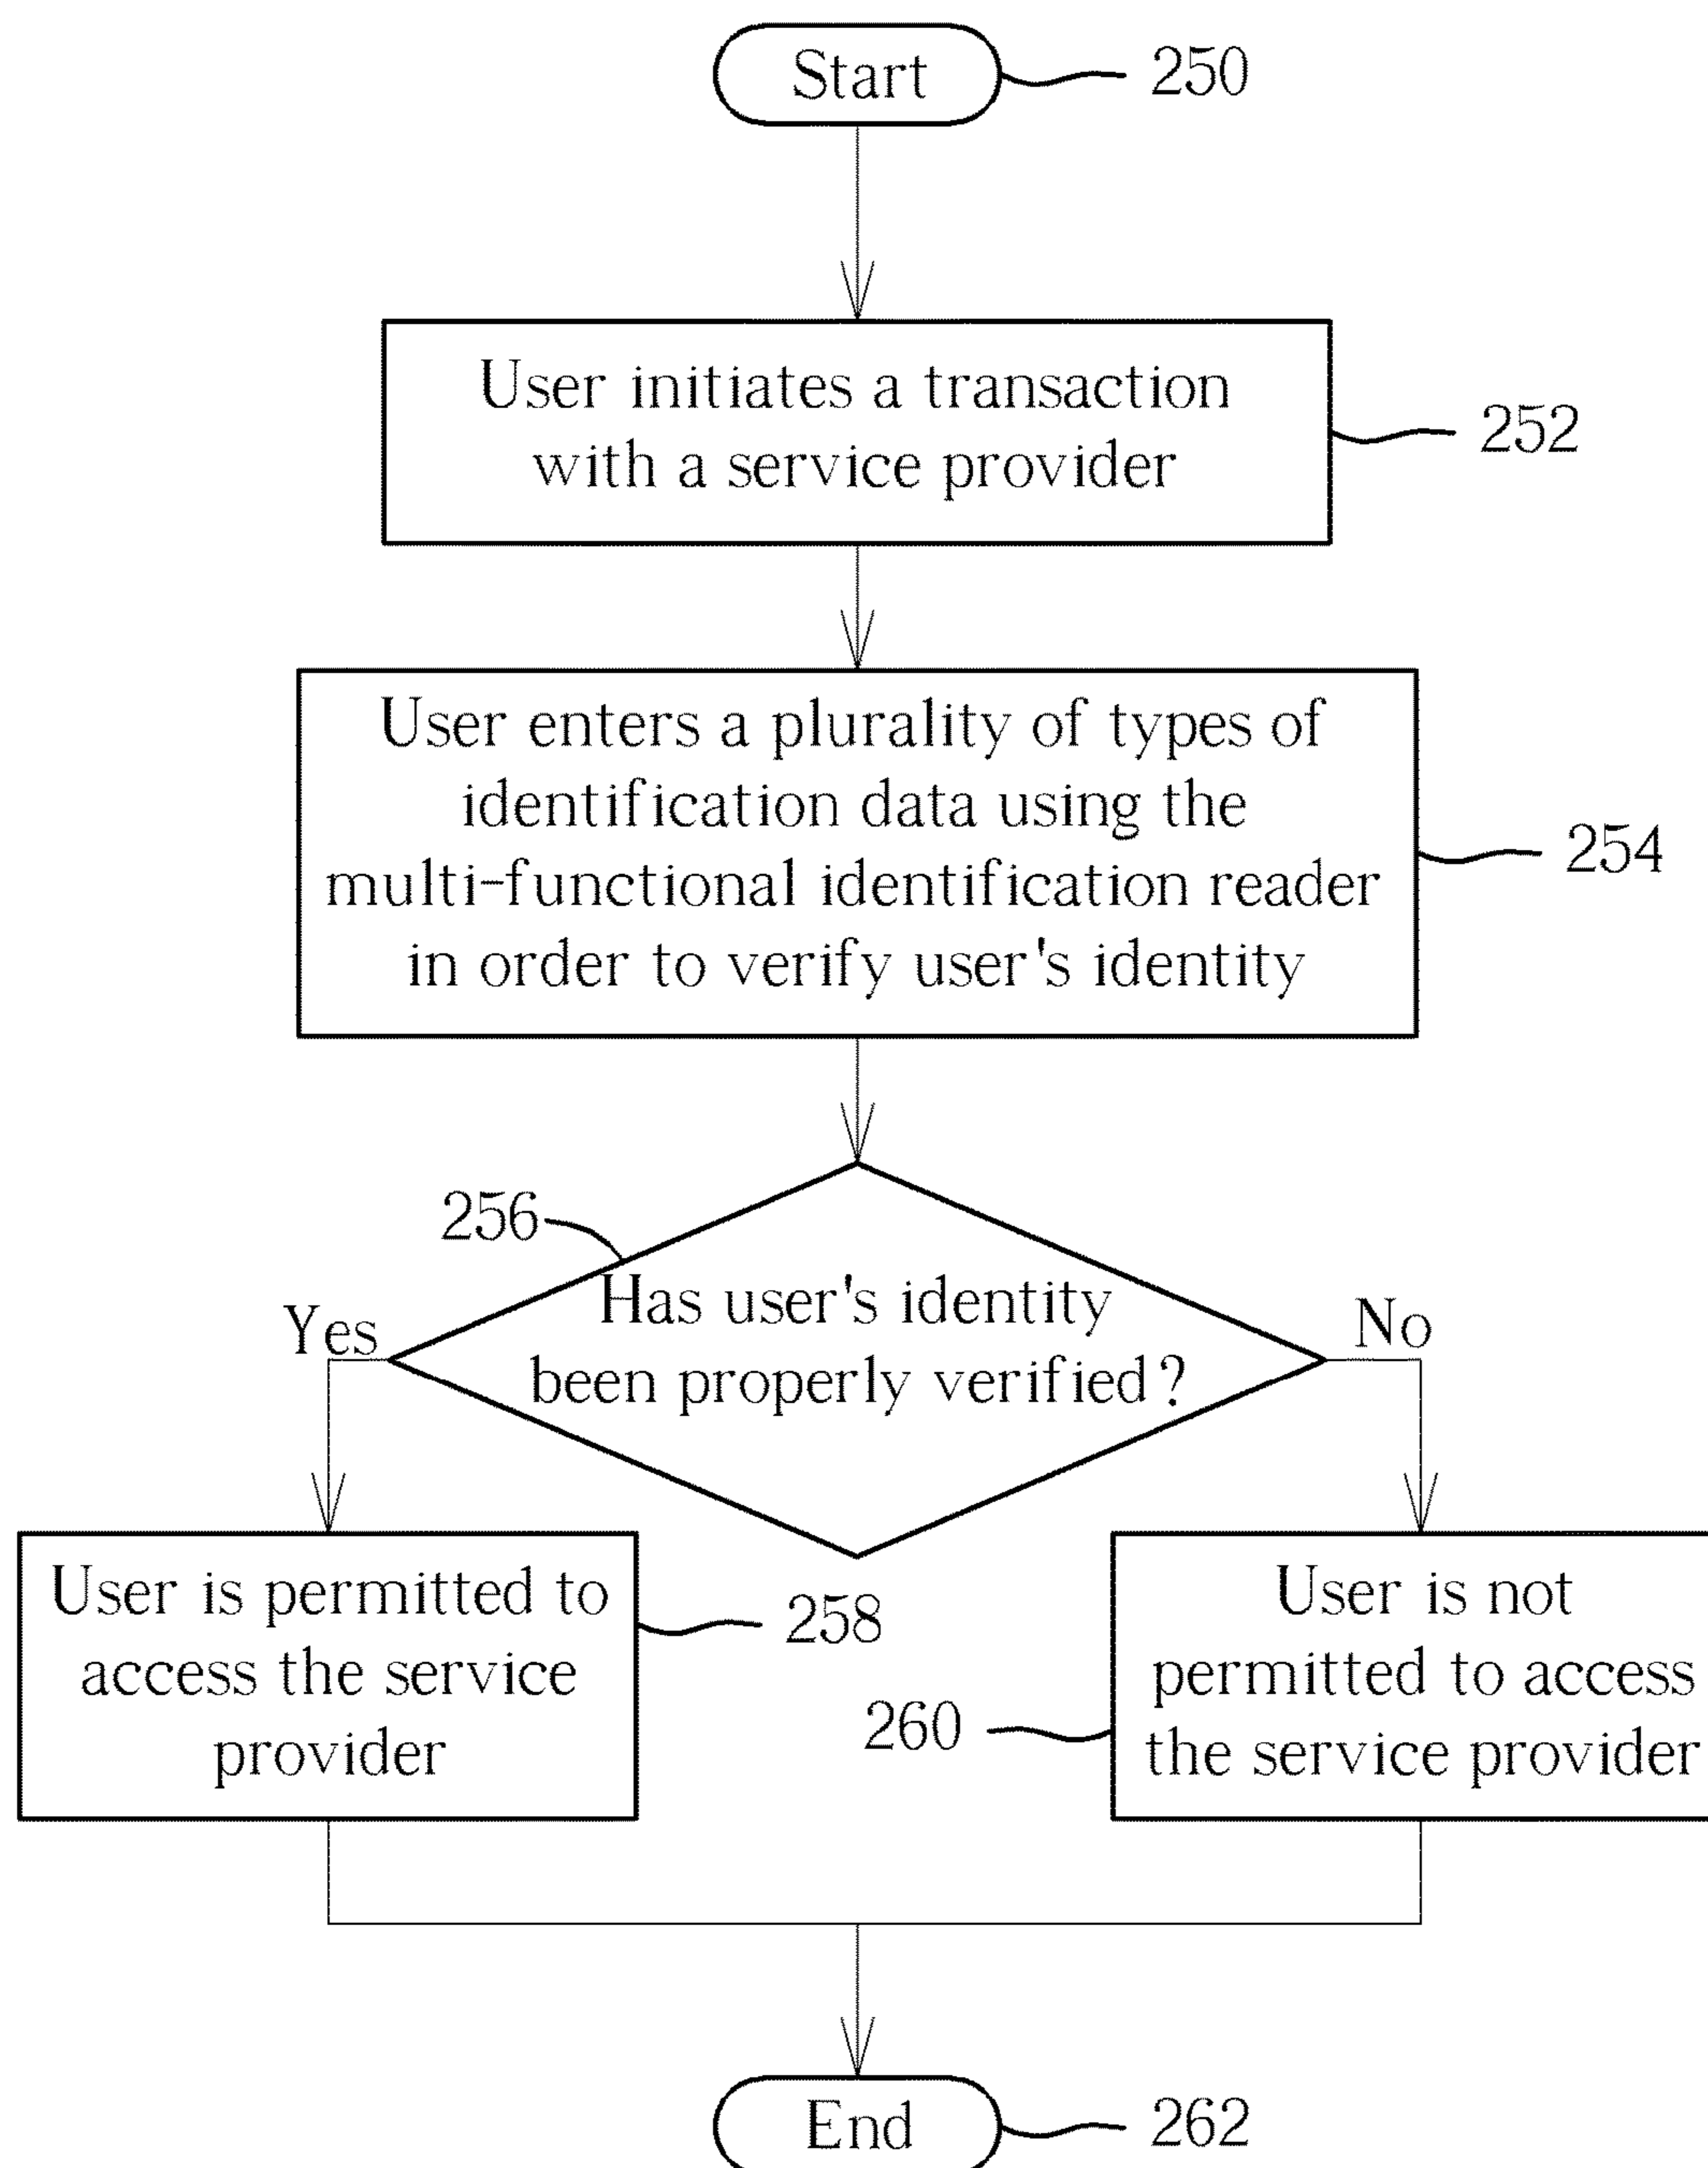 Start
250
User initiates a transaction
with a service provider
252
User enters a plurality of types of
identification data using the
multi-functional identification reader
in order to verify user's identity
254
256
Has user's identity
been properly verified?
Yes
No
User is permitted to
access the service
provider
258
User is not
permitted to access
the service provider
260
End
262